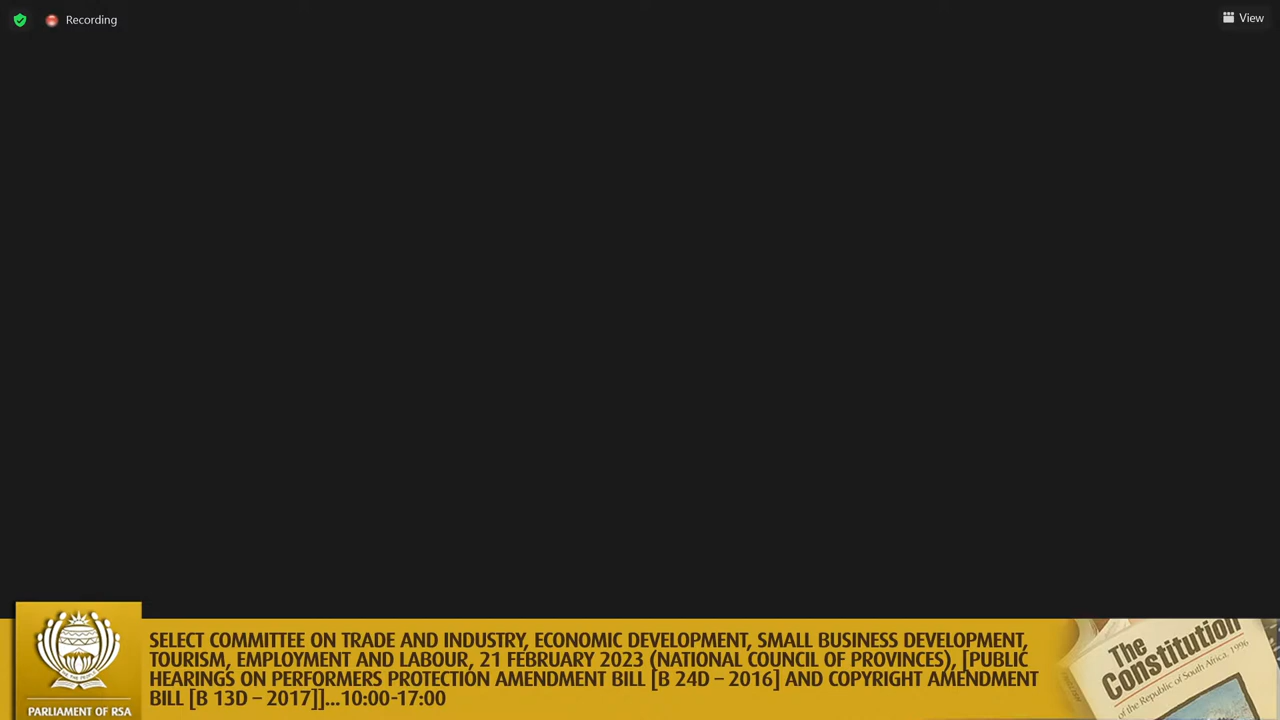 Recording
View
SELECT COMMITTEE ON TRADE AND INDUSTRY, ECONOMIC DEVELOPMENT, SMALL BUSINESS DEVELOPMENT,
TOURISM, EMPLOYMENT AND LABOUR, 21 FEBRUARY 2023 (NATIONAL COUNCIL OF PROVINCES), [PUBLIC
HEARINGS ON PERFORMERS PROTECTION AMENDMENT BILL [B 24D – 2016] AND COPYRIGHT AMENDMENT
BILL [B 13D – 2017]]...10:00-17:00
PARLIAMENT OF RSA
The
Constitution
of the Republic of South Africa, 1996